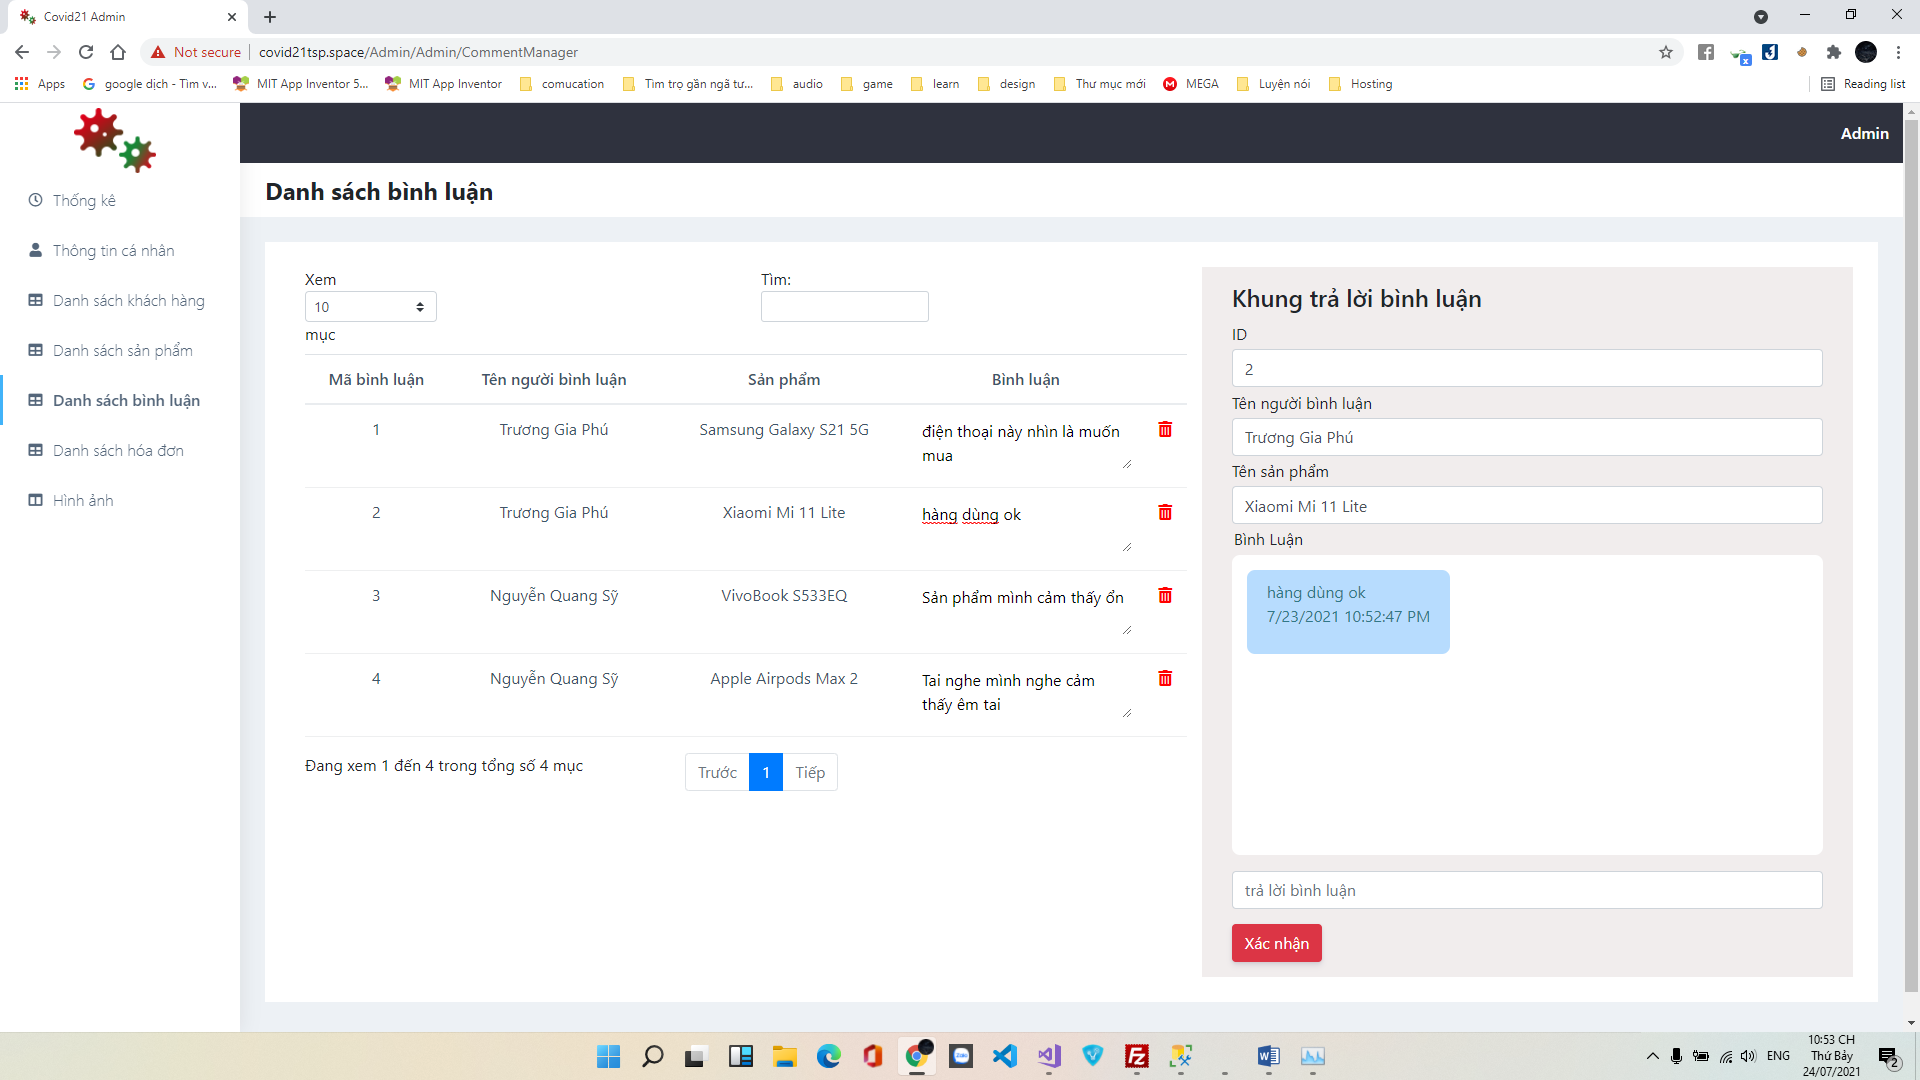 Covid21 Admin
Not secure
covid21tsp.space/Admin/Admin/CommentManager
Apps
google dịch - Tìm v...
MIT App Inventor 5...
MIT App Inventor
comucation
Tìm trọ gần ngã tư...
audio
game
learn
design
Thư mục mới
MEGA
Luyện nói
Hosting
Reading list
Admin
Thống kê
Thông tin cá nhân
Danh sách khách hàng
Danh sách sản phẩm
Danh sách bình luận
Danh sách hóa đơn
Hình ảnh
Danh sách bình luận
Xem
10
mục
Tìm:
Mã bình luận Tên người bình luận Sản phẩm Bình luận
1 Trương Gia Phú Samsung Galaxy S21 5G điện thoại này nhìn là muốn
mua
2 Trương Gia Phú Xiaomi Mi 11 Lite hàng dùng ok
3 Nguyễn Quang Sỹ VivoBook S533EQ Sản phẩm mình cảm thấy ổn
4 Nguyễn Quang Sỹ Apple Airpods Max 2 Tai nghe mình nghe cảm
thấy êm tai
Đang xem 1 đến 4 trong tổng số 4 mục
Trước 1 Tiếp
Khung trả lời bình luận
ID
2
Tên người bình luận
Trương Gia Phú
Tên sản phẩm
Xiaomi Mi 11 Lite
Bình Luận
hàng dùng ok
7/23/2021 10:52:47 PM
trả lời bình luận
Xác nhận
ENG
10:53 CH
Thứ Bảy
24/07/2021
2